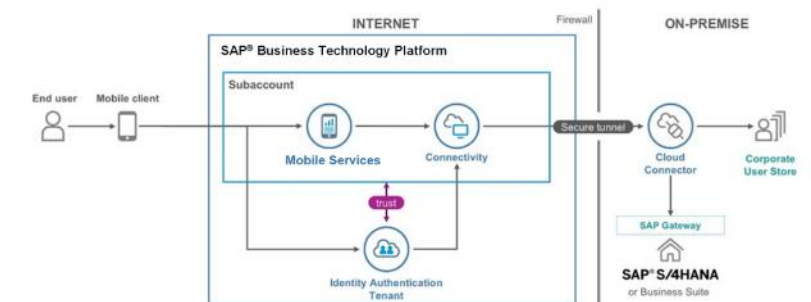 INTERNET
Firewall
ON-PREMISE
SAP® Business Technology Platform
Subaccount
End user
Mobile client
Mobile Services
Connectivity
Secure tunnel
Cloud
Connector
Corporate
User Store
trust
SAP Gateway
Identity Authentication
Tenant
SAP® S/4HANA
or Business Suite